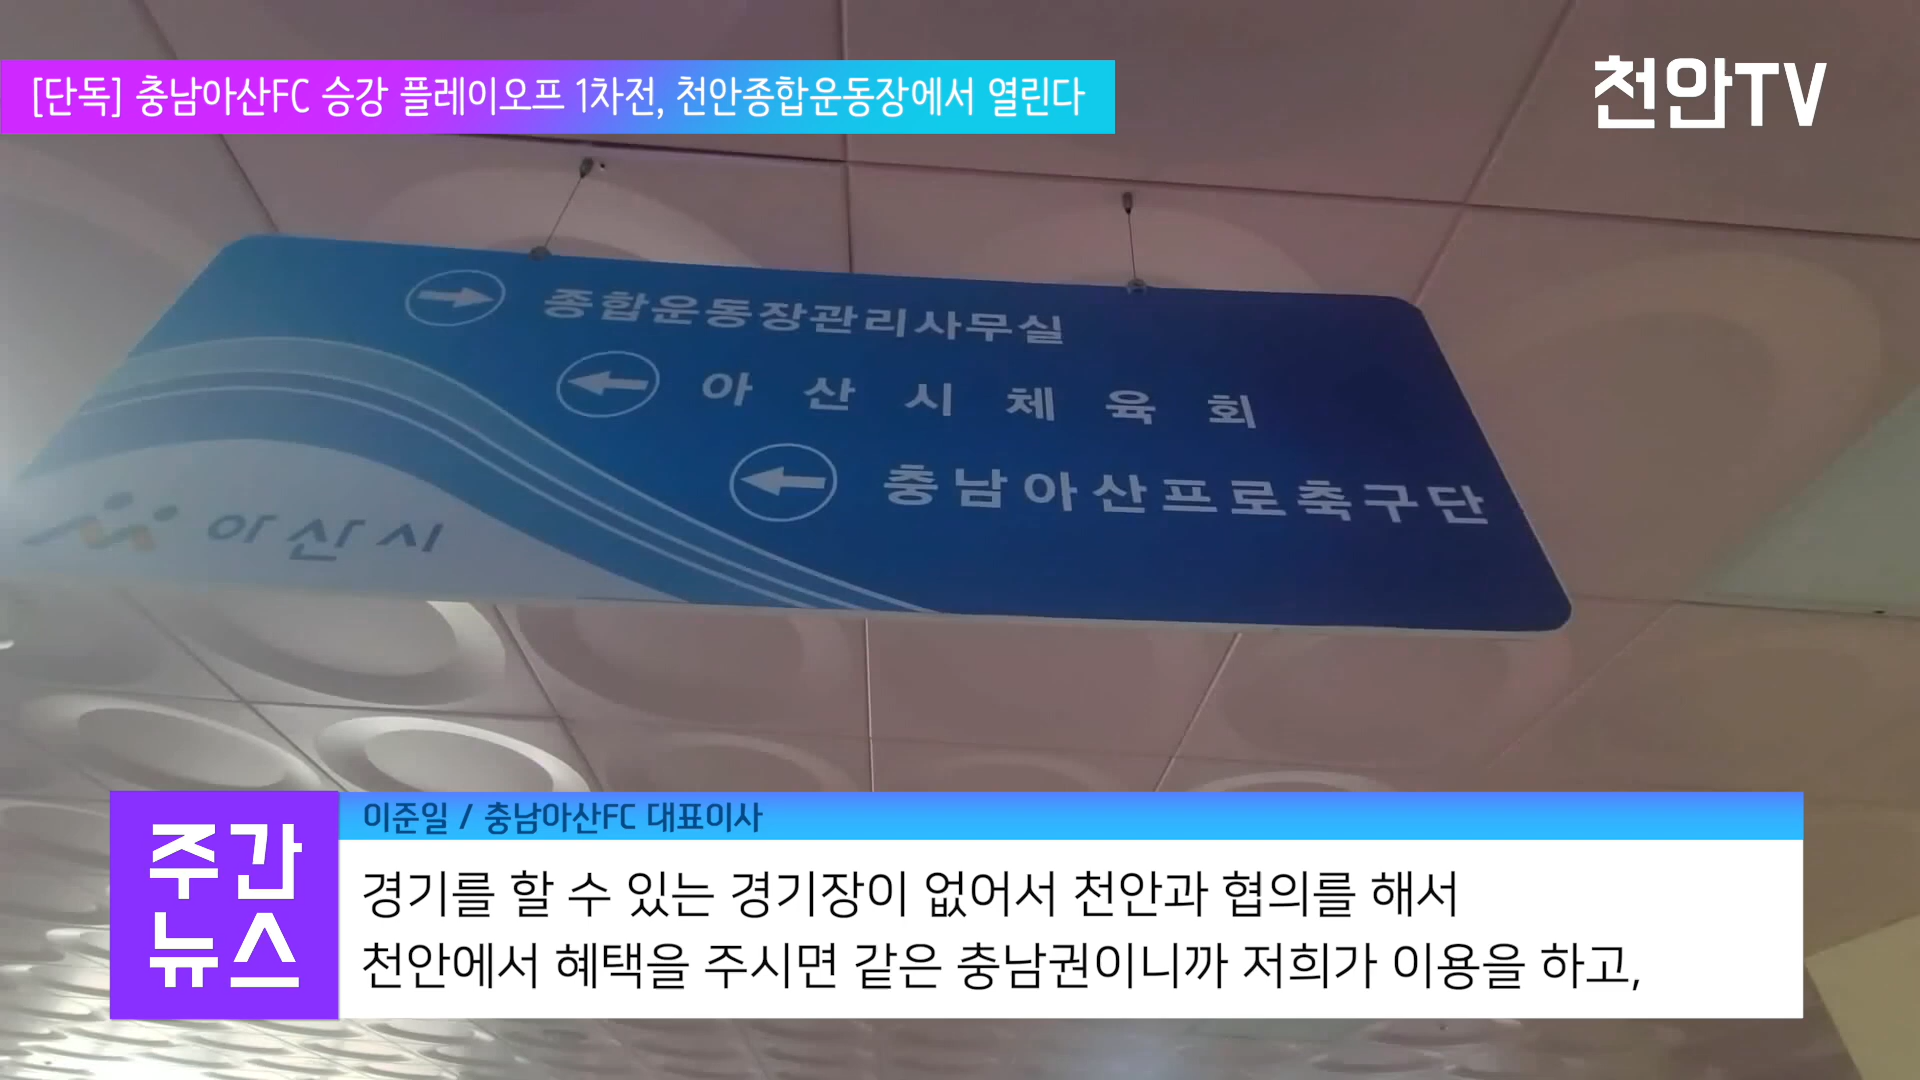 [단독] 충남아산FC 승강 플레이오프 1차전, 천안종합운동장에서 열린다
천안TV
종합운동장관리사무실
아산시체육회
충남아산프로축구단
아산시
주간
뉴스
이준일 / 충남아산FC 대표이사
경기를 할 수 있는 경기장이 없어서 천안과 협의를 해서
천안에서 혜택을 주시면 같은 충남권이니까 저희가 이용을 하고,